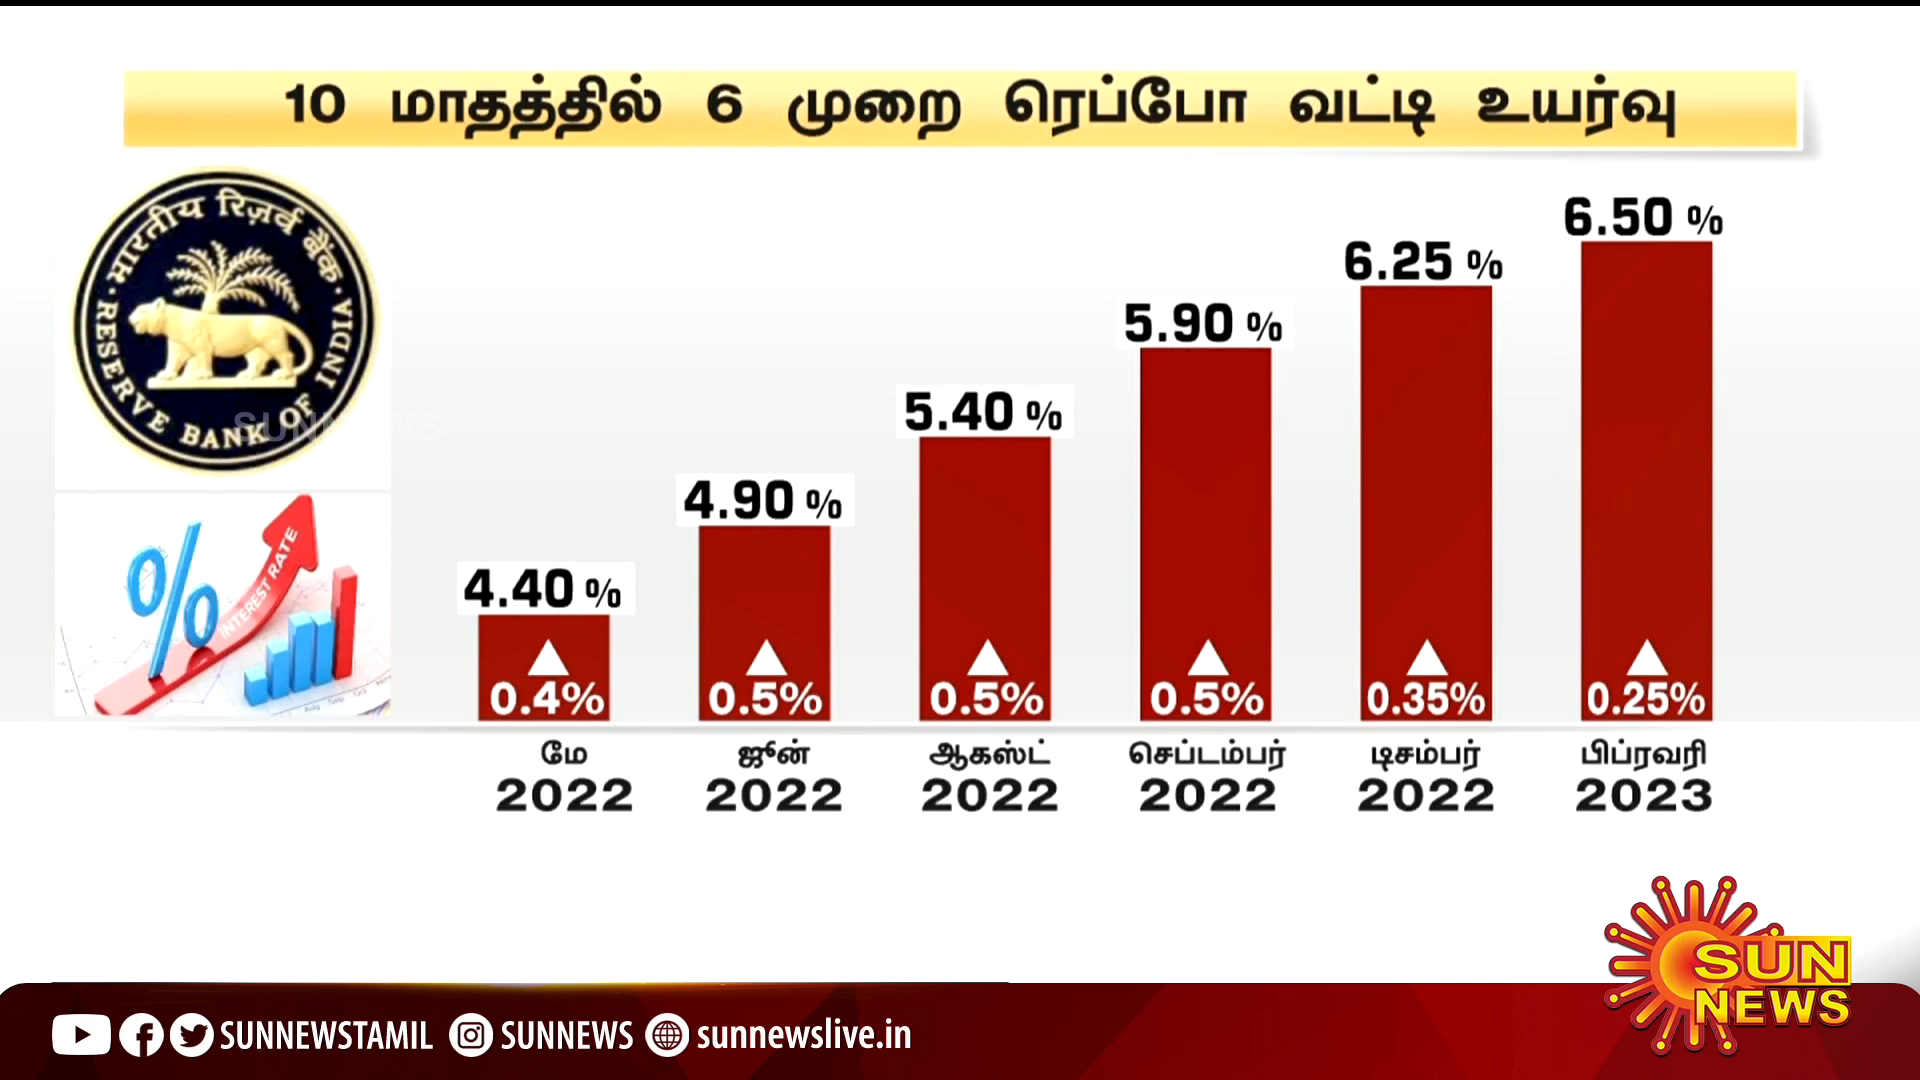 10 மாதத்தில் 6 முறை ரெப்போ வட்டி உயர்வு
भारतीय रिज़र्व बैंक
RESERVE BANK OF INDIA
SUN NEWS
%
INTEREST RATE
4.40 %
4.90 %
5.40 %
5.90 %
6.25 %
6.50 %
0.4%
0.5%
0.5%
0.5%
0.35%
0.25%
மே
2022
ஜூன்
2022
ஆகஸ்ட்
2022
செப்டம்பர்
2022
டிசம்பர்
2022
பிப்ரவரி
2023
SUN
NEWS
SUNNEWSTAMIL SUNNEWS sunnewslive.in